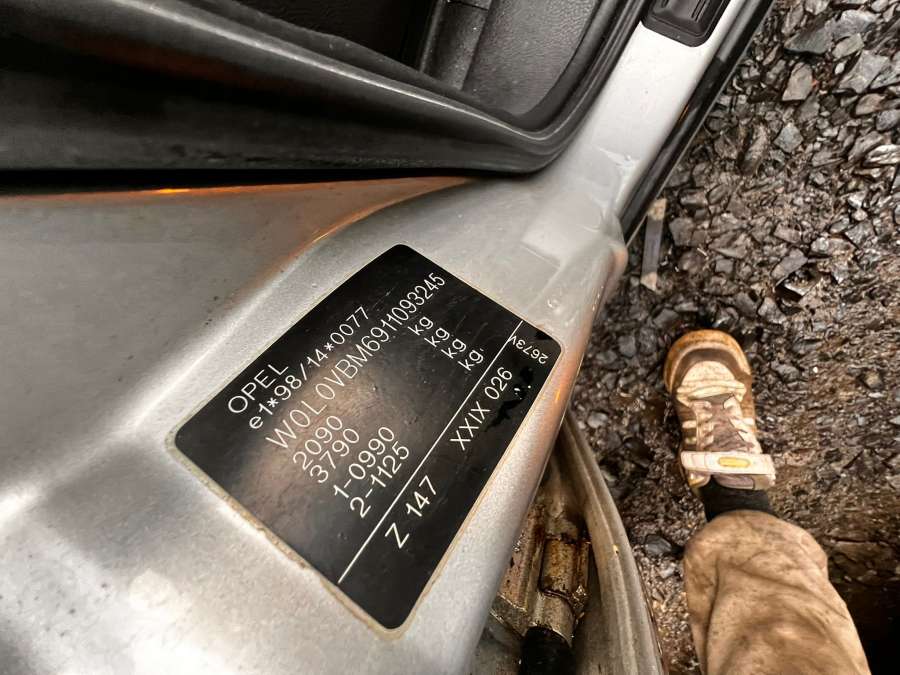 OPEL
e1*98/14*0077
W0L0VBM6911093245
2090 kg
3790 kg
1-0990 kg
2-1125 kg
Z 147 XXIX 026
2673V